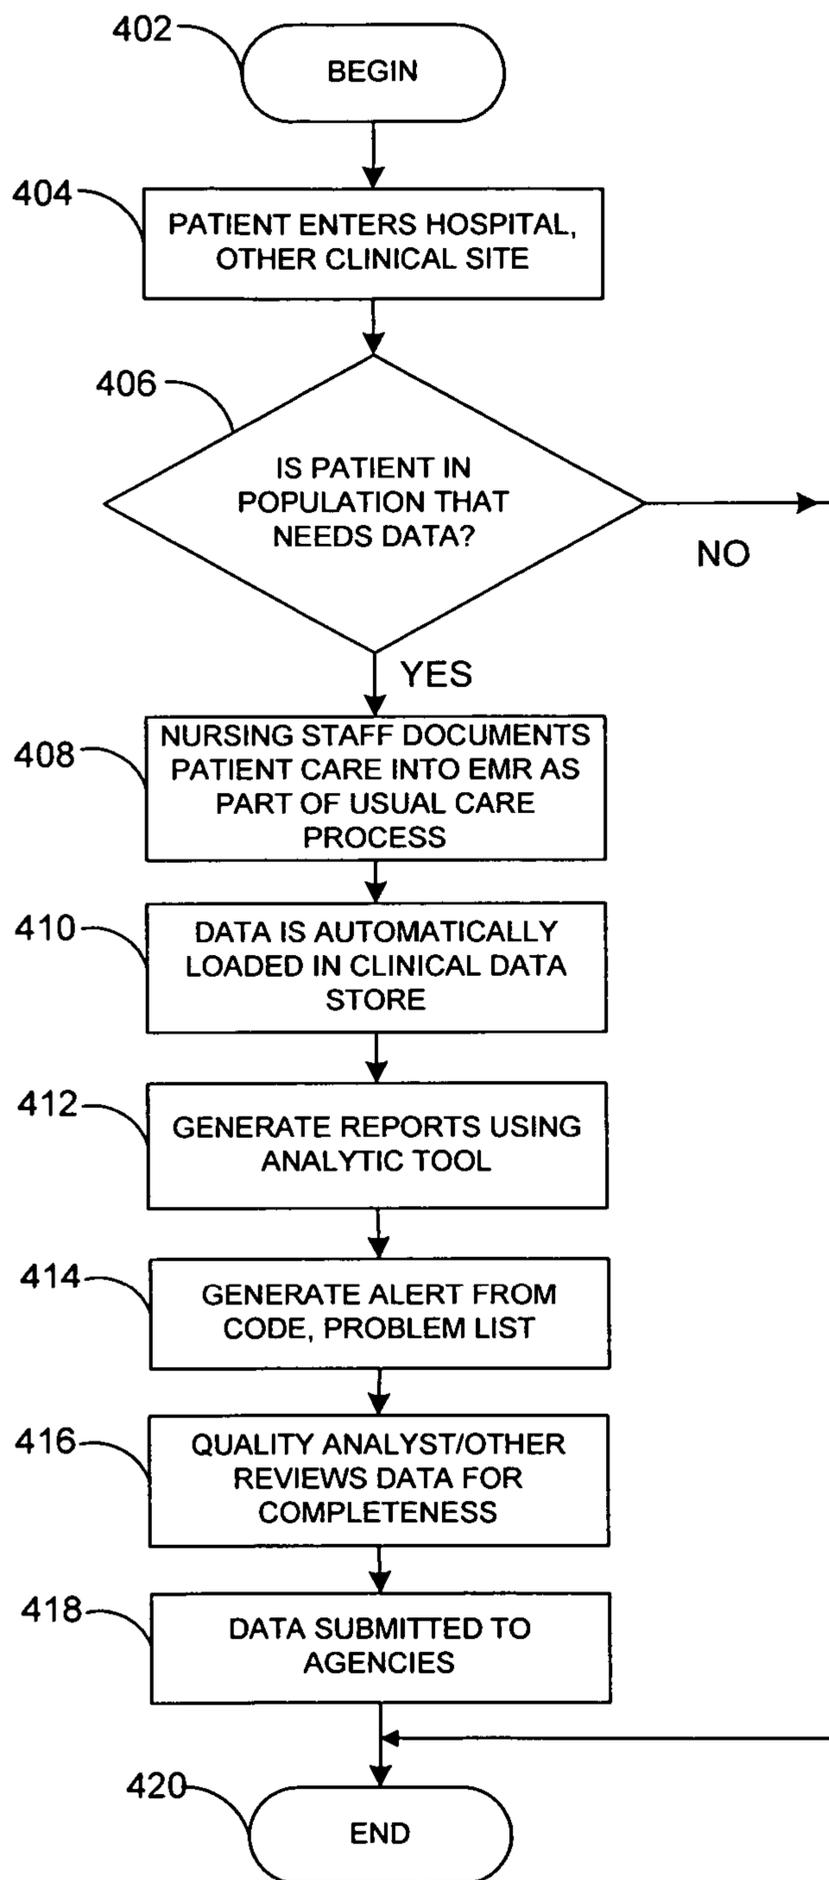 402
BEGIN
404
PATIENT ENTERS HOSPITAL,
OTHER CLINICAL SITE
406
IS PATIENT IN
POPULATION THAT
NEEDS DATA?
NO
YES
408
NURSING STAFF DOCUMENTS
PATIENT CARE INTO EMR AS
PART OF USUAL CARE
PROCESS
410
DATA IS AUTOMATICALLY
LOADED IN CLINICAL DATA
STORE
412
GENERATE REPORTS USING
ANALYTIC TOOL
414
GENERATE ALERT FROM
CODE, PROBLEM LIST
416
QUALITY ANALYST/OTHER
REVIEWS DATA FOR
COMPLETENESS
418
DATA SUBMITTED TO
AGENCIES
420
END